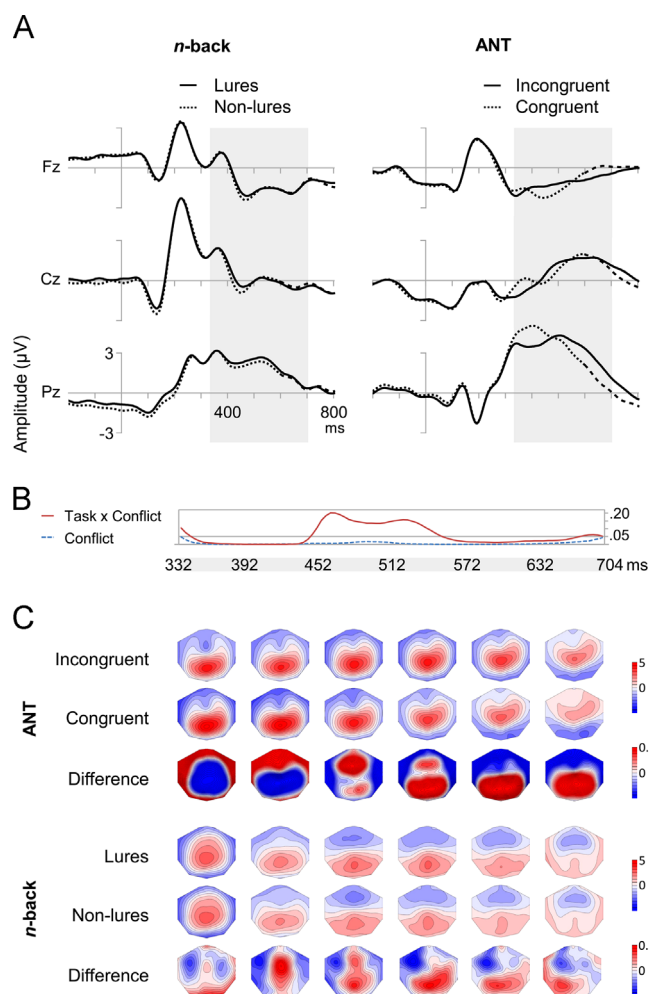 A
n-back
ANT
Lures
Non-lures
Incongruent
Congruent
Fz
Cz
Pz
Amplitude (µV)
3
-3
400
800
ms
B
Task x Conflict
Conflict
.20
.05
332
392
452
512
572
632
704 ms
C
ANT
Incongruent
Congruent
Difference
5
0
0.
0
n-back
Lures
Non-lures
Difference
5
0
0.
0